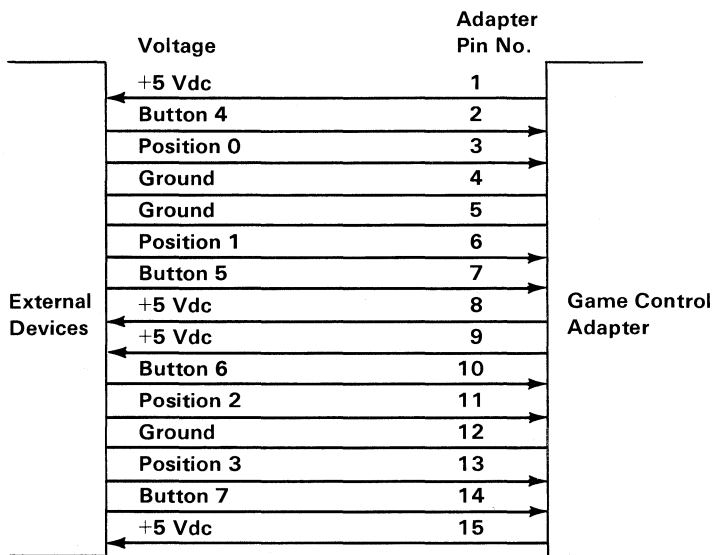 Adapter
Voltage Pin No.
+5 Vdc 1
Button 4 2
Position 0 3
Ground 4
Ground 5
Position 1 6
Button 5 7
External
Devices
+5 Vdc 8
Game Control
Adapter
+5 Vdc 9
Button 6 10
Position 2 11
Ground 12
Position 3 13
Button 7 14
+5 Vdc 15